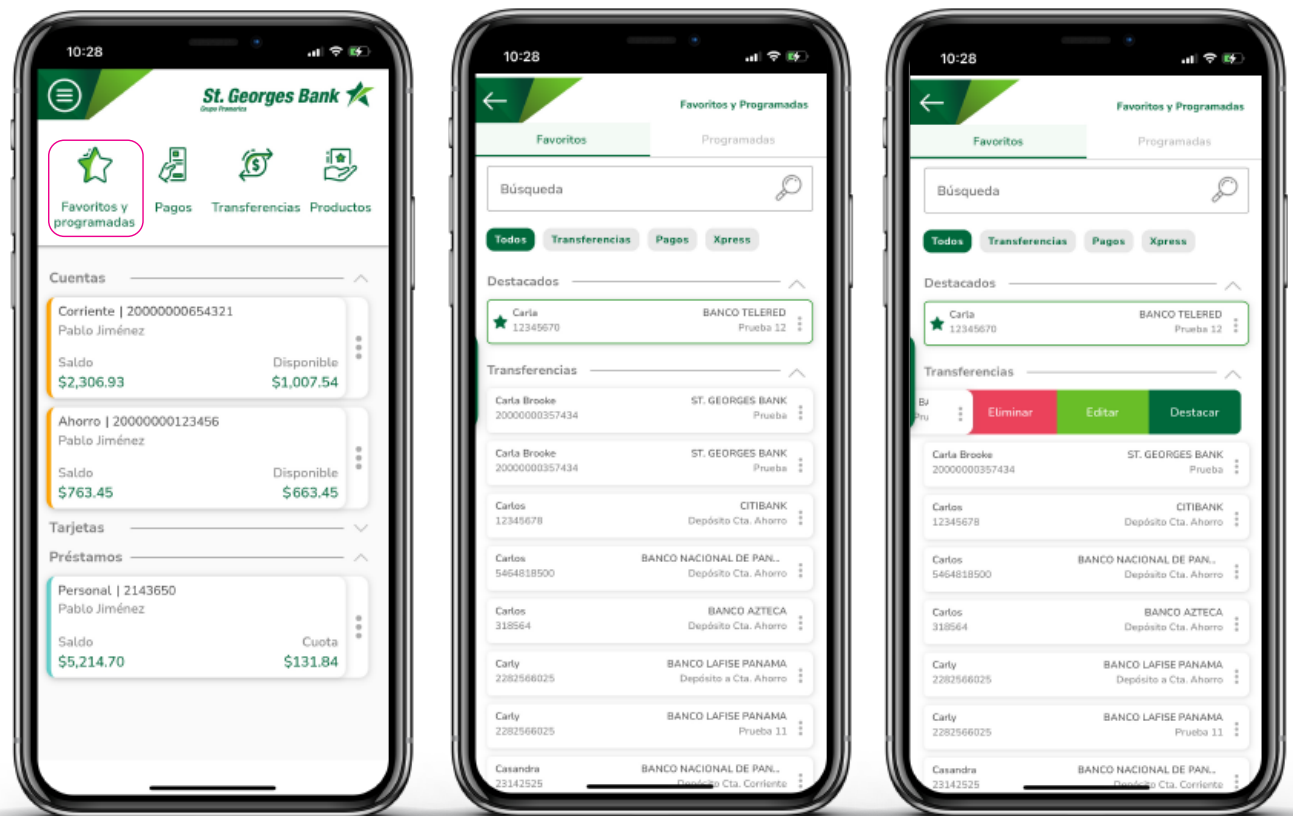 10:28
St. Georges Bank
Grupo Promerica
Favoritos y programadas
Pagos
Transferencias
Productos
Cuentas
Corriente | 20000000654321
Pablo Jiménez
Saldo Disponible
$2,306.93 $1,007.54
Ahorro | 20000000123456
Pablo Jiménez
Saldo Disponible
$763.45 $663.45
Tarjetas
Préstamos
Personal | 2143650
Pablo Jiménez
Saldo Cuota
$5,214.70 $131.84
10:28
Favoritos y Programadas
Favoritos Programadas
Búsqueda
Todos Transferencias Pagos Xpress
Destacados
Carla BANCO TELERED
12345670 Prueba 12
Transferencias
Carla Brooke ST. GEORGES BANK
20000000357434 Prueba
Carla Brooke ST. GEORGES BANK
20000000357434 Prueba
Carlos CITIBANK
12345678 Depósito Cta. Ahorro
Carlos BANCO NACIONAL DE PAN...
5464818500 Depósito Cta. Ahorro
Carlos BANCO AZTECA
318564 Depósito Cta. Ahorro
Carly BANCO LAFISE PANAMA
2282566025 Depósito a Cta. Ahorro
Carly BANCO LAFISE PANAMA
2282566025 Prueba 11
Casandra BANCO NACIONAL DE PAN...
23142525 Depósito Cta. Corriente
10:28
Favoritos y Programadas
Favoritos Programadas
Búsqueda
Todos Transferencias Pagos Xpress
Destacados
Carla BANCO TELERED
12345670 Prueba 12
Transferencias
Eliminar Editar Destacar
Carla Brooke ST. GEORGES BANK
20000000357434 Prueba
Carlos CITIBANK
12345678 Depósito Cta. Ahorro
Carlos BANCO NACIONAL DE PAN...
5464818500 Depósito Cta. Ahorro
Carlos BANCO AZTECA
318564 Depósito Cta. Ahorro
Carly BANCO LAFISE PANAMA
2282566025 Depósito a Cta. Ahorro
Carly BANCO LAFISE PANAMA
2282566025 Prueba 11
Casandra BANCO NACIONAL DE PAN...
23142525 Depósito Cta. Corriente